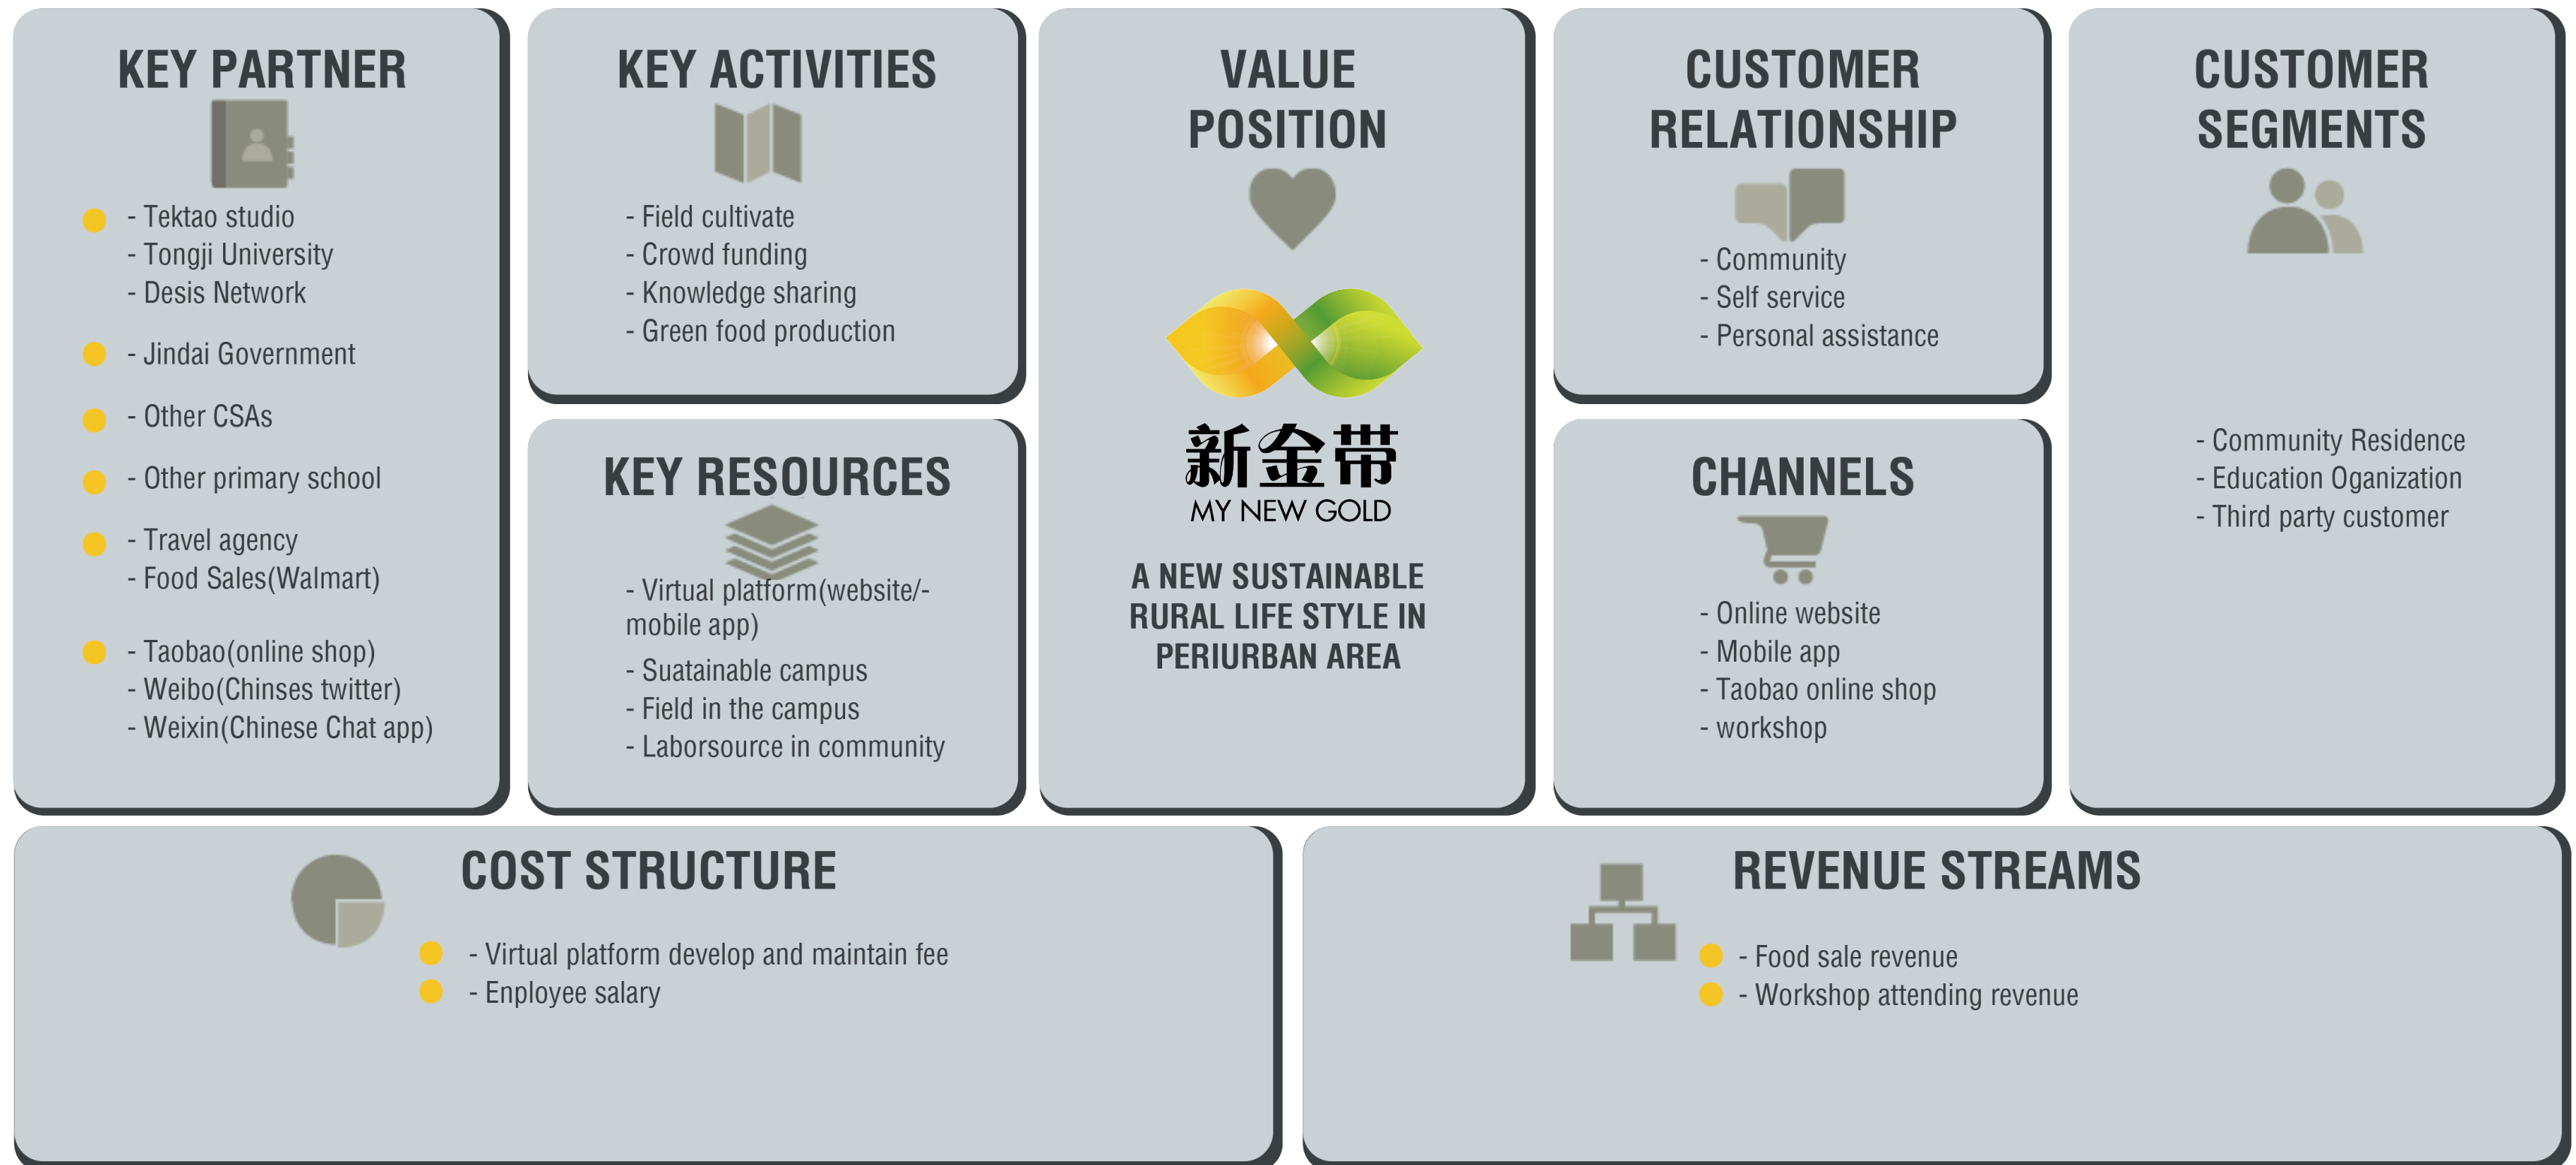 KEY PARTNER
- Tektao studio
- Tongji University
- Desis Network
- Jindai Government
- Other CSAs
- Other primary school
- Travel agency
- Food Sales(Walmart)
- Taobao(online shop)
- Weibo(Chinses twitter)
- Weixin(Chinese Chat app)
KEY ACTIVITIES
- Field cultivate
- Crowd funding
- Knowledge sharing
- Green food production
KEY RESOURCES
- Virtual platform(website/-
mobile app)
- Suatainable campus
- Field in the campus
- Laborsource in community
VALUE
POSITION
新金带
MY NEW GOLD
A NEW SUSTAINABLE
RURAL LIFE STYLE IN
PERIURBAN AREA
CUSTOMER
RELATIONSHIP
- Community
- Self service
- Personal assistance
CHANNELS
- Online website
- Mobile app
- Taobao online shop
- workshop
CUSTOMER
SEGMENTS
- Community Residence
- Education Oganization
- Third party customer
COST STRUCTURE
- Virtual platform develop and maintain fee
- Enployee salary
REVENUE STREAMS
- Food sale revenue
- Workshop attending revenue